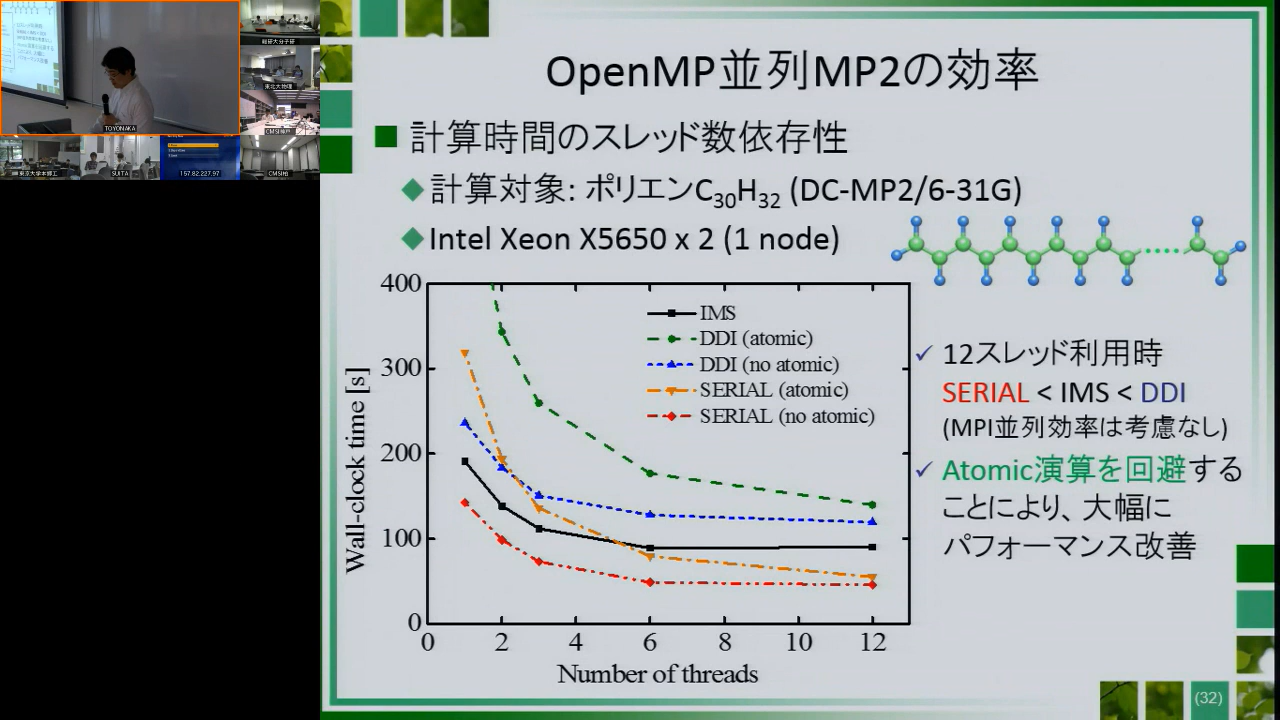 OpenMP並列MP2の効率
計算時間のスレッド数依存性
計算対象: ポリエンC30H32 (DC-MP2/6-31G)
Intel Xeon X5650 x 2 (1 node)
400
300
200
100
0
Wall-clock time [s]
IMS
DDI (atomic)
DDI (no atomic)
SERIAL (atomic)
SERIAL (no atomic)
0 2 4 6 8 10 12
Number of threads
✓ 12スレッド利用時
SERIAL < IMS < DDI
(MPI並列効率は考慮なし)
✓ Atomic演算を回避する
ことにより、大幅に
パフォーマンス改善
(32)
TOYONAKA
総研大分子研
東北大物理
SUITA
157.82.227.97
CMSI柏